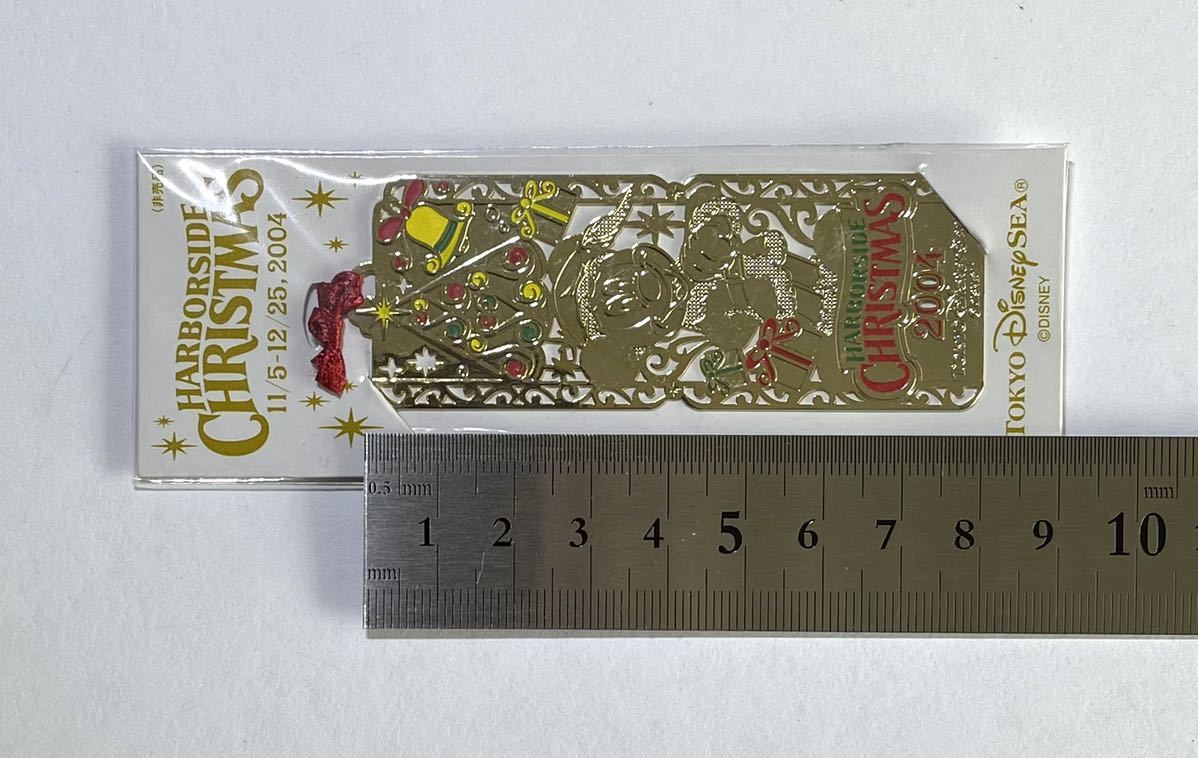 (非売品)
HARBORSIDE
CHRISTMAS
11/5-12/25, 2004
HARBORSIDE
CHRISTMAS
2004
TOKYO DISNEYSEA®
©DISNEY
0.5 mm
mm
1 2 3 4 5 6 7 8 9 10
mm